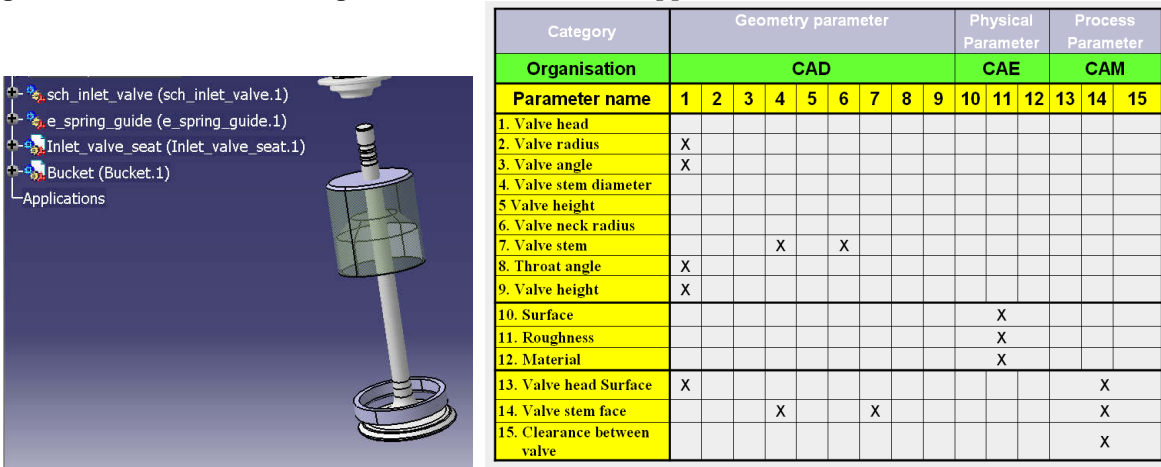 sch_inlet_valve (sch_inlet_valve.1)
e_spring_guide (e_spring_guide.1)
Inlet_valve_seat (Inlet_valve_seat.1)
Bucket (Bucket.1)
Applications
Category Geometry parameter Physical Parameter Process Parameter
Organisation CAD CAE CAM
Parameter name 1 2 3 4 5 6 7 8 9 10 11 12 13 14 15
1. Valve head
2. Valve radius X
3. Valve angle X
4. Valve stem diameter
5 Valve height
6. Valve neck radius
7. Valve stem X X
8. Throat angle X
9. Valve height X
10. Surface X
11. Roughness X
12. Material X
13. Valve head Surface X X
14. Valve stem face X X X
15. Clearance between
valve X